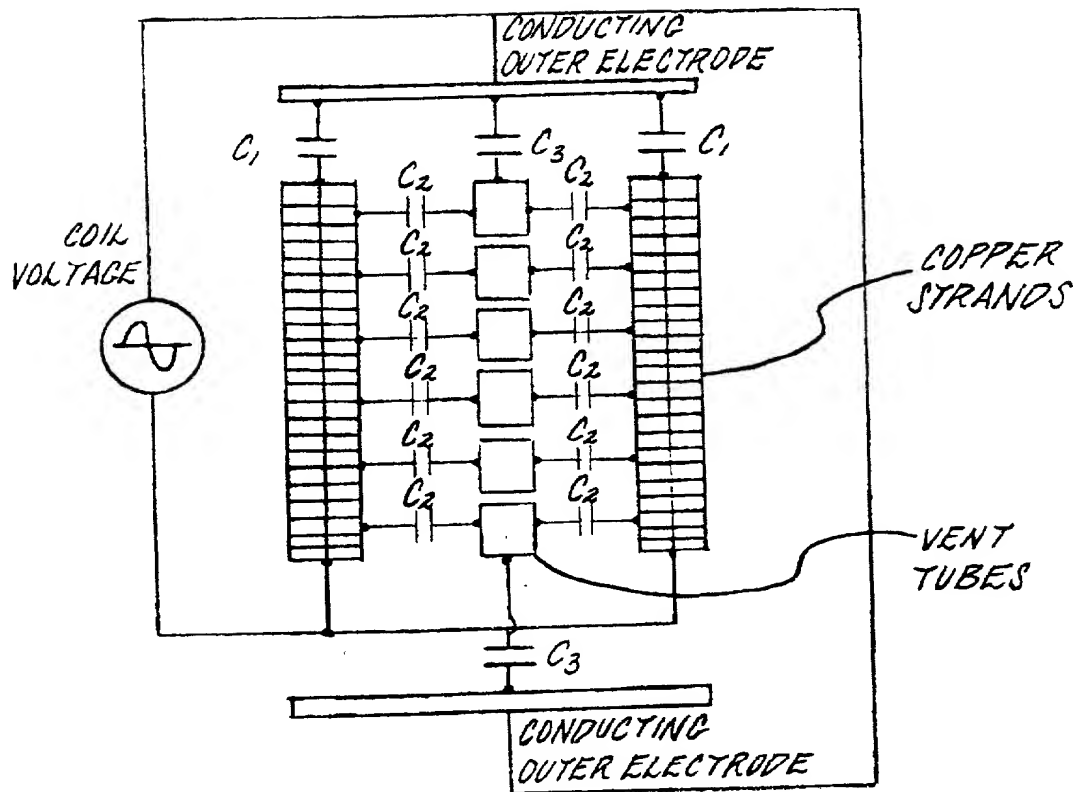 CONDUCTING
OUTER ELECTRODE
C1
C3
C1
C2
C2
C2
C2
C2
C2
C2
C2
C2
C2
C2
C2
COIL
VOLTAGE
COPPER
STRANDS
VENT
TUBES
C3
CONDUCTING
OUTER ELECTRODE